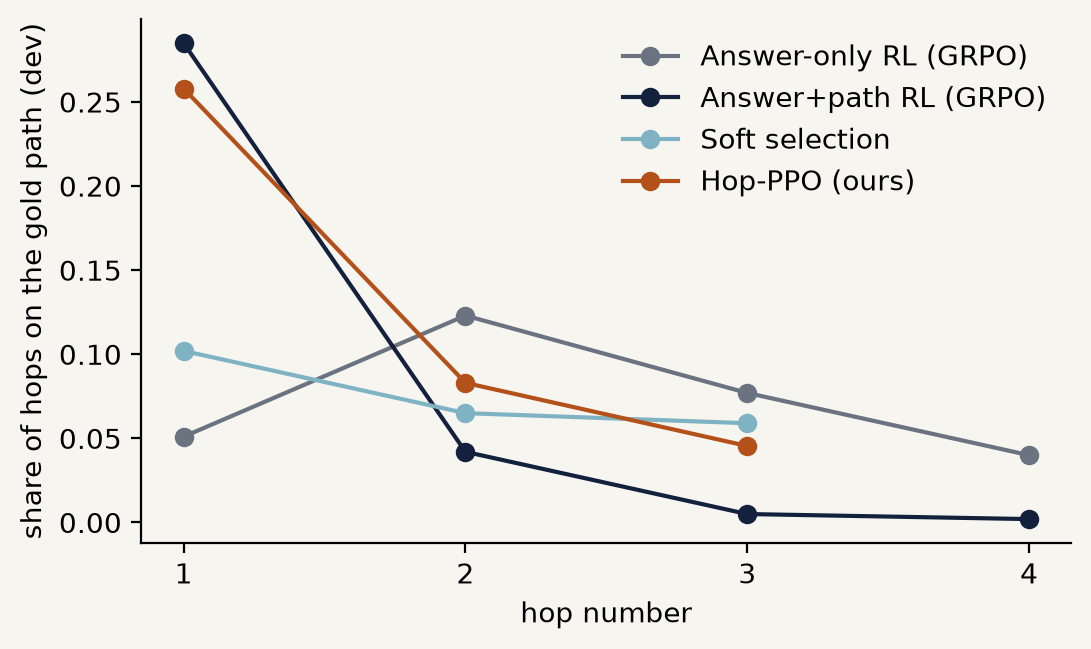 share of hops on the gold path (dev)
0.25
0.20
0.15
0.10
0.05
0.00
Answer-only RL (GRPO)
Answer+path RL (GRPO)
Soft selection
Hop-PPO (ours)
1 2 3 4
hop number